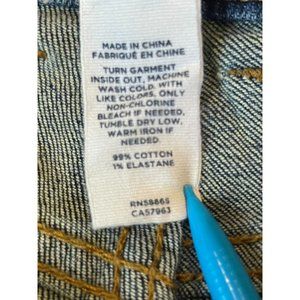 MADE IN CHINA
FABRIQUÉ EN CHINE
TURN GARMENT
INSIDE OUT, MACHINE
WASH COLD, WITH
LIKE COLORS, ONLY
NON-CHLORINE
BLEACH IF NEEDED,
TUMBLE DRY LOW,
WARM IRON IF
NEEDED
99% COTTON
1% ELASTANE
RN58865
CA57963